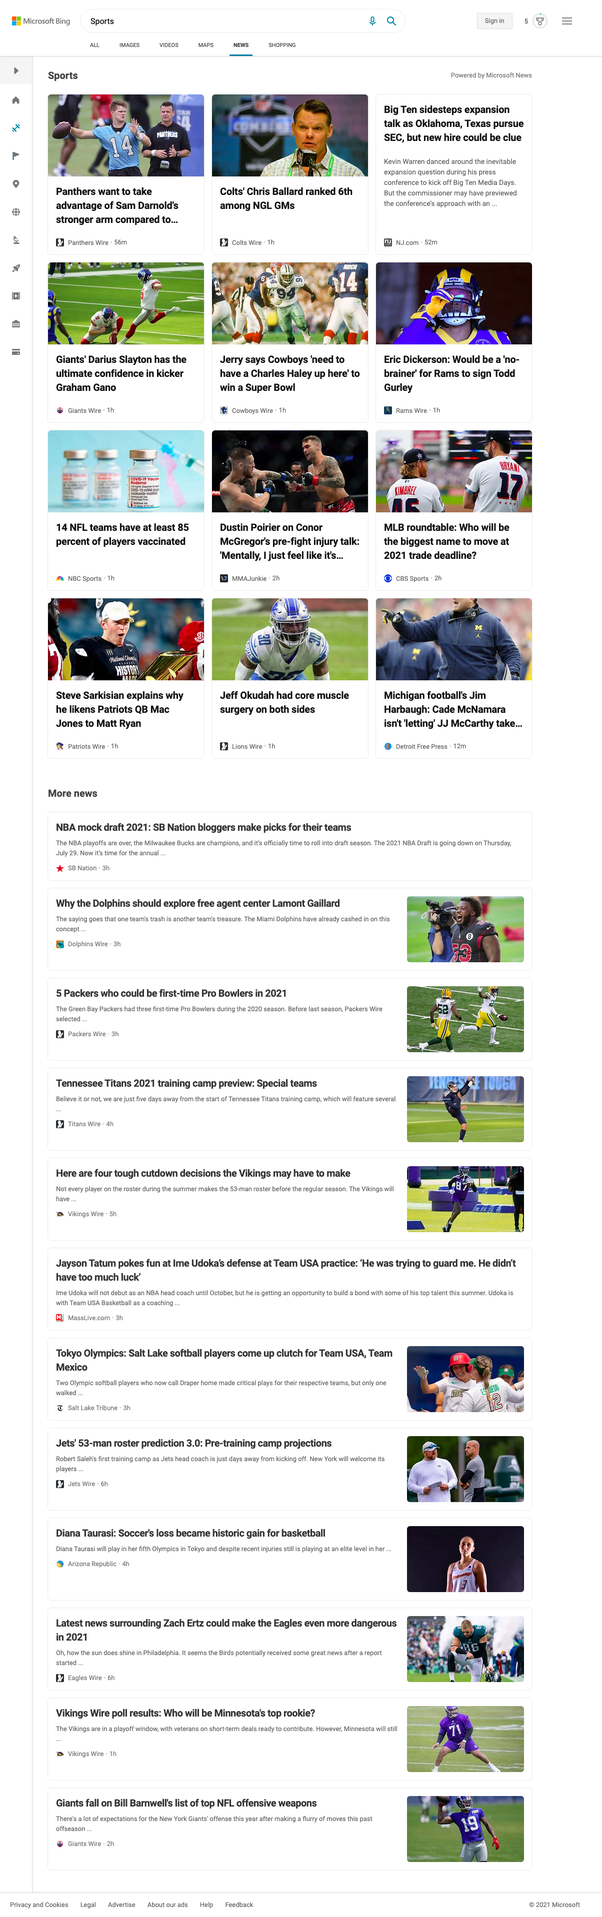 Microsoft Bing
Sports
Sign in
5
ALL
IMAGES
VIDEOS
MAPS
NEWS
SHOPPING
Sports
Powered by Microsoft News
14
PANTHERS
COMBINE
Panthers want to take
advantage of Sam Darnold's
stronger arm compared to...
Panthers Wire · 56m
Colts' Chris Ballard ranked 6th
among NGL GMs
Colts Wire · 1h
Big Ten sidesteps expansion
talk as Oklahoma, Texas pursue
SEC, but new hire could be clue
Kevin Warren danced around the inevitable
expansion question during his press
conference to kick off Big Ten Media Days.
But the commissioner may have previewed
the conference's approach with an ...
NJ.com · 52m
94
14
Giants' Darius Slayton has the
ultimate confidence in kicker
Graham Gano
Giants Wire · 1h
Jerry says Cowboys 'need to
have a Charles Haley up here' to
win a Super Bowl
Cowboys Wire · 1h
Eric Dickerson: Would be a 'no-
brainer' for Rams to sign Todd
Gurley
Rams Wire · 1h
KIMBREL
46
BRYANT
17
14 NFL teams have at least 85
percent of players vaccinated
NBC Sports · 1h
Dustin Poirier on Conor
McGregor's pre-fight injury talk:
'Mentally, I just feel like it's...
MMAJunkie · 2h
MLB roundtable: Who will be
the biggest name to move at
2021 trade deadline?
CBS Sports · 2h
30
30
Steve Sarkisian explains why
he likens Patriots QB Mac
Jones to Matt Ryan
Patriots Wire · 1h
Jeff Okudah had core muscle
surgery on both sides
Lions Wire · 1h
Michigan football's Jim
Harbaugh: Cade McNamara
isn't 'letting' JJ McCarthy take...
Detroit Free Press · 12m
More news
NBA mock draft 2021: SB Nation bloggers make picks for their teams
The NBA playoffs are over, the Milwaukee Bucks are champions, and it's officially time to roll into draft season. The 2021 NBA Draft is going down on Thursday,
July 29. Now it's time for the annual ...
SB Nation · 3h
Why the Dolphins should explore free agent center Lamont Gaillard
The saying goes that one team's trash is another team's treasure. The Miami Dolphins have already cashed in on this
concept ...
Dolphins Wire · 3h
53
5 Packers who could be first-time Pro Bowlers in 2021
The Green Bay Packers had three first-time Pro Bowlers during the 2020 season. Before last season, Packers Wire
selected ...
Packers Wire · 3h
52
Tennessee Titans 2021 training camp preview: Special teams
Believe it or not, we are just five days away from the start of Tennessee Titans training camp, which will feature several
...
Titans Wire · 4h
Here are four tough cutdown decisions the Vikings may have to make
Not every player on the roster during the summer makes the 53-man roster before the regular season. The Vikings will
have ...
Vikings Wire · 5h
Jayson Tatum pokes fun at Ime Udoka's defense at Team USA practice: 'He was trying to guard me. He didn't
have too much luck'
Ime Udoka will not debut as an NBA head coach until October, but he is getting an opportunity to build a bond with some of his top talent this summer. Udoka is
with Team USA Basketball as a coaching ...
MassLive.com · 3h
Tokyo Olympics: Salt Lake softball players come up clutch for Team USA, Team
Mexico
Two Olympic softball players who now call Draper home made critical plays for their respective teams, but only one
walked ...
Salt Lake Tribune · 3h
12
Jets' 53-man roster prediction 3.0: Pre-training camp projections
Robert Saleh's first training camp as Jets head coach is just days away from kicking off. New York will welcome its
players ...
Jets Wire · 6h
Diana Taurasi: Soccer's loss became historic gain for basketball
Diana Taurasi will play in her fifth Olympics in Tokyo and despite recent injuries still is playing at an elite level in her ...
Arizona Republic · 4h
Latest news surrounding Zach Ertz could make the Eagles even more dangerous
in 2021
Oh, how the sun does shine in Philadelphia. It seems the Birds potentially received some great news after a report
started ...
Eagles Wire · 6h
86
Vikings Wire poll results: Who will be Minnesota's top rookie?
The Vikings are in a playoff window, with veterans on short-term deals ready to contribute. However, Minnesota will still
...
Vikings Wire · 1h
71
Giants fall on Bill Barnwell's list of top NFL offensive weapons
There's a lot of expectations for the New York Giants' offense this year after making a flurry of moves this past
offseason ...
Giants Wire · 2h
19
Privacy and Cookies
Legal
Advertise
About our ads
Help
Feedback
© 2021 Microsoft